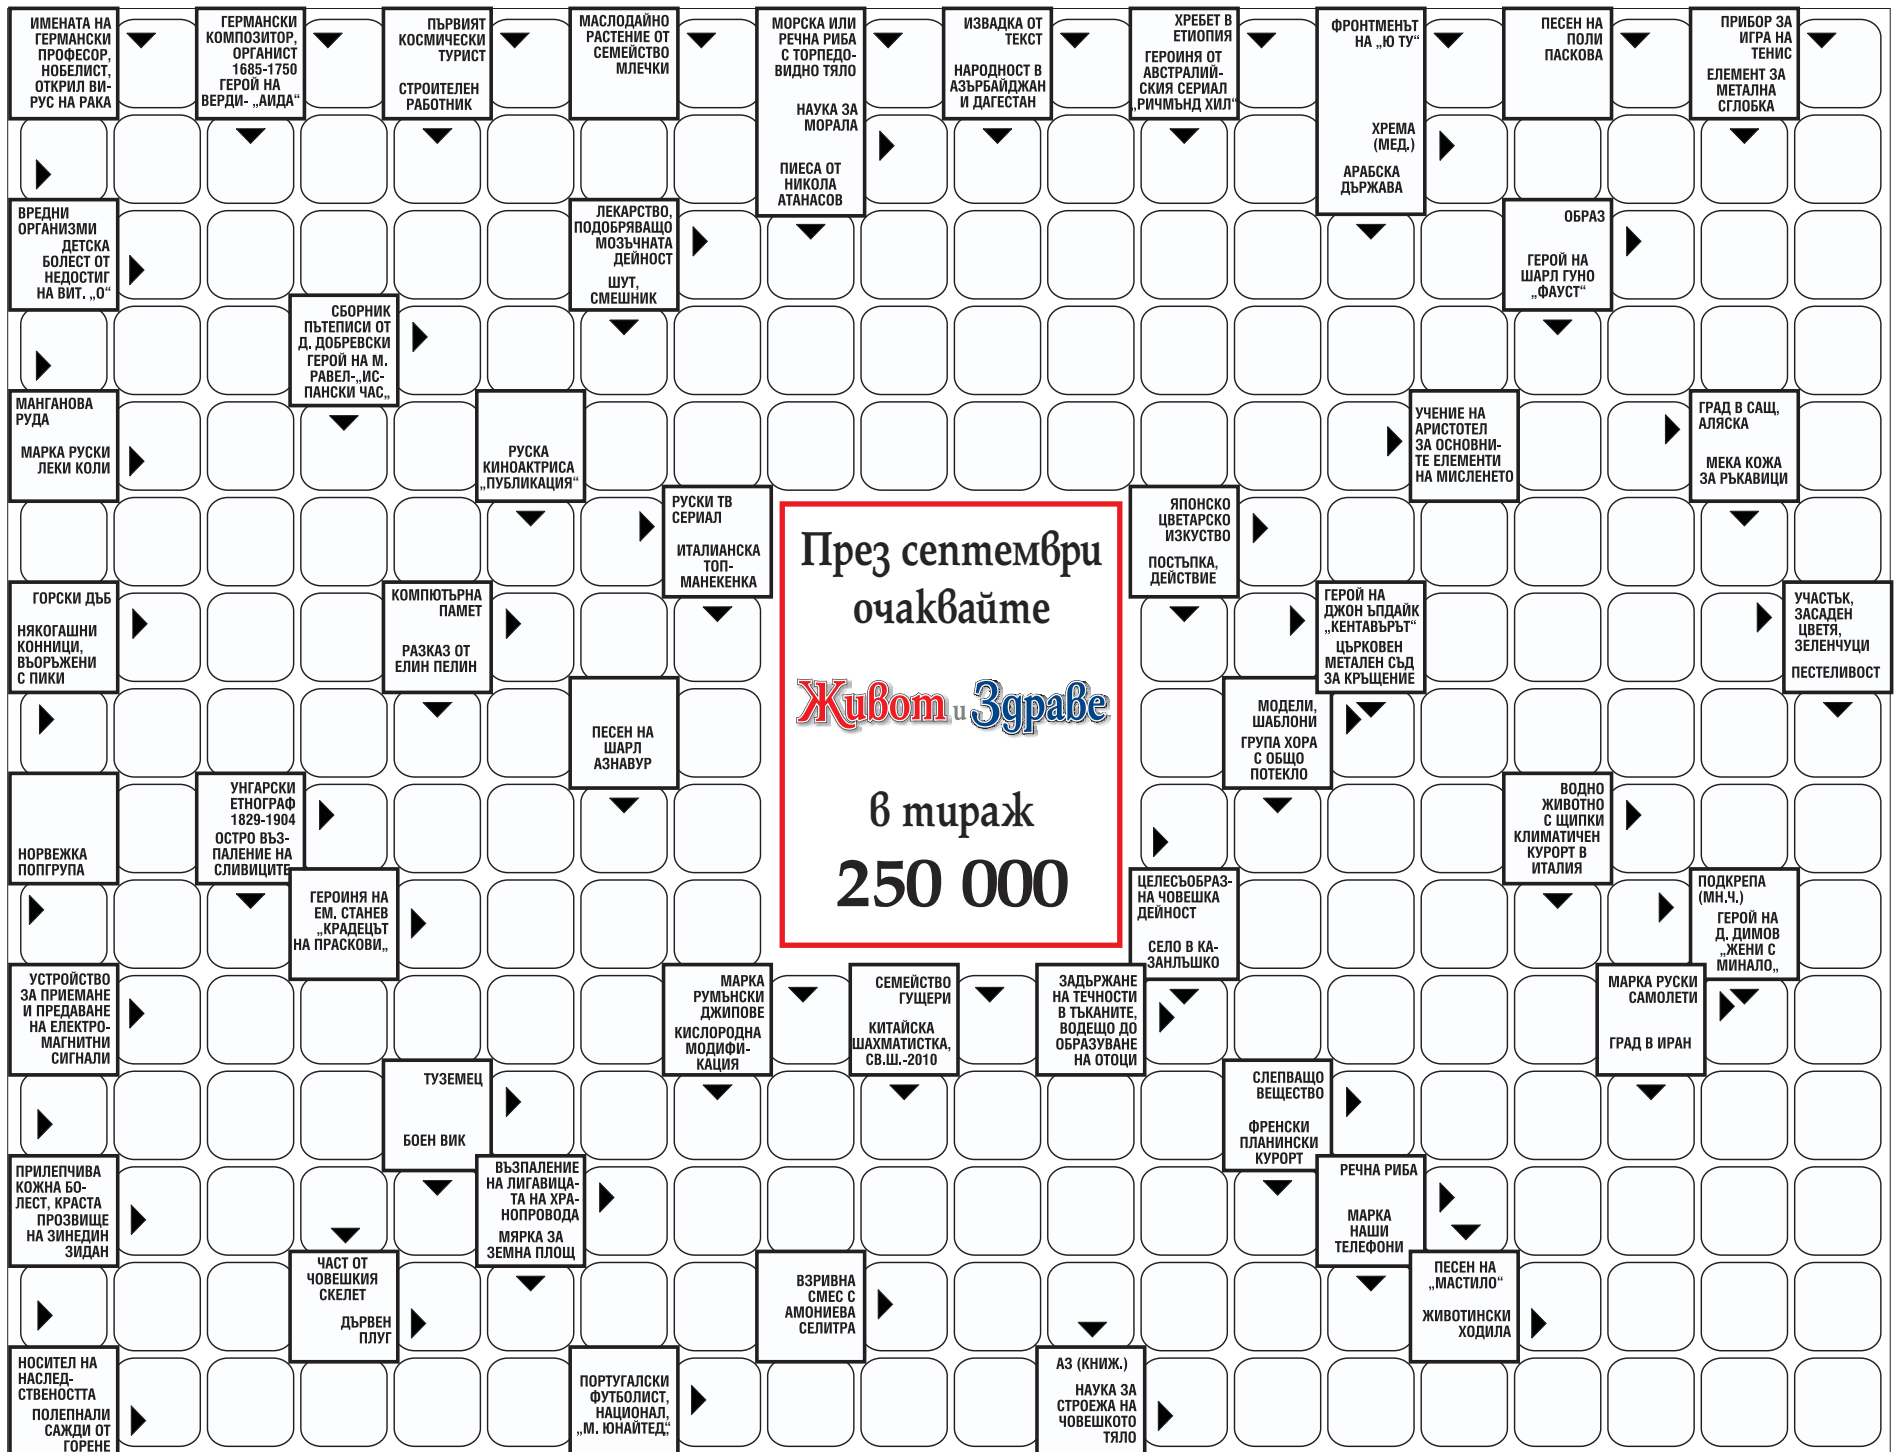 ИМЕНАТА НА
ГЕРМАНСКИ
ПРОФЕСОР,
НОБЕЛИСТ,
ОТКРИЛ ВИ-
РУС НА РАКА
ГЕРМАНСКИ
КОМПОЗИТОР,
ОРГАНИСТ
1685-1750
ГЕРОЙ НА
ВЕРДИ- „АИДА“
ПЪРВИЯТ
КОСМИЧЕСКИ
ТУРИСТ
СТРОИТЕЛЕН
РАБОТНИК
МАСЛОДАЙНО
РАСТЕНИЕ ОТ
СЕМЕЙСТВО
МЛЕЧКИ
МОРСКА ИЛИ
РЕЧНА РИБА
С ТОРПЕДО-
ВИДНО ТЯЛО
НАУКА ЗА
МОРАЛА
ПИЕСА ОТ
НИКОЛА
АТАНАСОВ
ИЗВАДКА ОТ
ТЕКСТ
НАРОДНОСТ В
АЗЪРБАЙДЖАН
И ДАГЕСТАН
ХРЕБЕТ В
ЕТИОПИЯ
ГЕРОИНЯ ОТ
АВСТРАЛИЙ-
СКИЯ СЕРИАЛ
„РИЧМЪНД ХИЛ“
ФРОНТМЕНЪТ
НА „Ю ТУ“
ХРЕМА
(МЕД.)
АРАБСКА
ДЪРЖАВА
ПЕСЕН НА
ПОЛИ
ПАСКОВА
ПРИБОР ЗА
ИГРА НА
ТЕНИС
ЕЛЕМЕНТ ЗА
МЕТАЛНА
СГЛОБКА
ВРЕДНИ
ОРГАНИЗМИ
ДЕТСКА
БОЛЕСТ ОТ
НЕДОСТИГ
НА ВИТ. „О“
ЛЕКАРСТВО,
ПОДОБРЯВАЩО
МОЗЪЧНАТА
ДЕЙНОСТ
ШУТ,
СМЕШНИК
ОБРАЗ
ГЕРОЙ НА
ШАРЛ ГУНО
„ФАУСТ“
СБОРНИК
ПЪТЕПИСИ ОТ
Д. ДОБРЕВСКИ
ГЕРОЙ НА М.
РАВЕЛ-„ИС-
ПАНСКИ ЧАС„
МАНГАНОВА
РУДА
МАРКА РУСКИ
ЛЕКИ КОЛИ
РУСКА
КИНОАКТРИСА
„ПУБЛИКАЦИЯ“
УЧЕНИЕ НА
АРИСТОТЕЛ
ЗА ОСНОВНИ-
ТЕ ЕЛЕМЕНТИ
НА МИСЛЕНЕТО
ГРАД В САЩ,
АЛЯСКА
МЕКА КОЖА
ЗА РЪКАВИЦИ
РУСКИ ТВ
СЕРИАЛ
ИТАЛИАНСКА
ТОП-
МАНЕКЕНКА
През септември
очаквайте
Живот и Здраве
в тираж
250 000
ЯПОНСКО
ЦВЕТАРСКО
ИЗКУСТВО
ПОСТЪПКА,
ДЕЙСТВИЕ
ГОРСКИ ДЪБ
НЯКОГАШНИ
КОННИЦИ,
ВЪОРЪЖЕНИ
С ПИКИ
КОМПЮТЪРНА
ПАМЕТ
РАЗКАЗ ОТ
ЕЛИН ПЕЛИН
ГЕРОЙ НА
ДЖОН ЪПДАЙК
„КЕНТАВЪРЪТ“
ЦЪРКОВЕН
МЕТАЛЕН СЪД
ЗА КРЪЩЕНИЕ
УЧАСТЪК,
ЗАСАДЕН
ЦВЕТЯ,
ЗЕЛЕНЧУЦИ
ПЕСТЕЛИВОСТ
ПЕСЕН НА
ШАРЛ
АЗНАВУР
МОДЕЛИ,
ШАБЛОНИ
ГРУПА ХОРА
С ОБЩО
ПОТЕКЛО
НОРВЕЖКА
ПОПГРУПА
УНГАРСКИ
ЕТНОГРАФ
1829-1904
ОСТРО ВЪЗ-
ПАЛЕНИЕ НА
СЛИВИЦИТЕ
ВОДНО
ЖИВОТНО
С ЩИПКИ
КЛИМАТИЧЕН
КУРОРТ В
ИТАЛИЯ
ГЕРОИНЯ НА
ЕМ. СТАНЕВ
„КРАДЕЦЪТ
НА ПРАСКОВИ„
ЦЕЛЕСЪОБРАЗ-
НА ЧОВЕШКА
ДЕЙНОСТ
СЕЛО В КА-
ЗАНЛЪШКО
ПОДКРЕПА
(МН.Ч.)
ГЕРОЙ НА
Д. ДИМОВ
„ЖЕНИ С
МИНАЛО„
УСТРОЙСТВО
ЗА ПРИЕМАНЕ
И ПРЕДАВАНЕ
НА ЕЛЕКТРО-
МАГНИТНИ
СИГНАЛИ
МАРКА
РУМЪНСКИ
ДЖИПОВЕ
КИСЛОРОДНА
МОДИФИ-
КАЦИЯ
СЕМЕЙСТВО
ГУЩЕРИ
КИТАЙСКА
ШАХМАТИСТКА,
СВ.Ш.-2010
ЗАДЪРЖАНЕ
НА ТЕЧНОСТИ
В ТЪКАНИТЕ,
ВОДЕЩО ДО
ОБРАЗУВАНЕ
НА ОТОЦИ
МАРКА РУСКИ
САМОЛЕТИ
ГРАД В ИРАН
ТУЗЕМЕЦ
БОЕН ВИК
СЛЕПВАЩО
ВЕЩЕСТВО
ФРЕНСКИ
ПЛАНИНСКИ
КУРОРТ
ПРИЛЕПЧИВА
КОЖНА БО-
ЛЕСТ, КРАСТА
ПРОЗВИЩЕ
НА ЗИНЕДИН
ЗИДАН
ВЪЗПАЛЕНИЕ
НА ЛИГАВИЦА-
ТА НА ХРА-
НОПРОВОДА
МЯРКА ЗА
ЗЕМНА ПЛОЩ
РЕЧНА РИБА
МАРКА
НАШИ
ТЕЛЕФОНИ
ЧАСТ ОТ
ЧОВЕШКИЯ
СКЕЛЕТ
ДЪРВЕН
ПЛУГ
ВЗРИВНА
СМЕС С
АМОНИЕВА
СЕЛИТРА
ПЕСЕН НА
„МАСТИЛО“
ЖИВОТИНСКИ
ХОДИЛА
НОСИТЕЛ НА
НАСЛЕД-
СТВЕНОСТТА
ПОЛЕПНАЛИ
САЖДИ ОТ
ГОРЕНЕ
ПОРТУГАЛСКИ
ФУТБОЛИСТ,
НАЦИОНАЛ,
„М. ЮНАЙТЕД“
АЗ (КНИЖ.)
НАУКА ЗА
СТРОЕЖА НА
ЧОВЕШКОТО
ТЯЛО